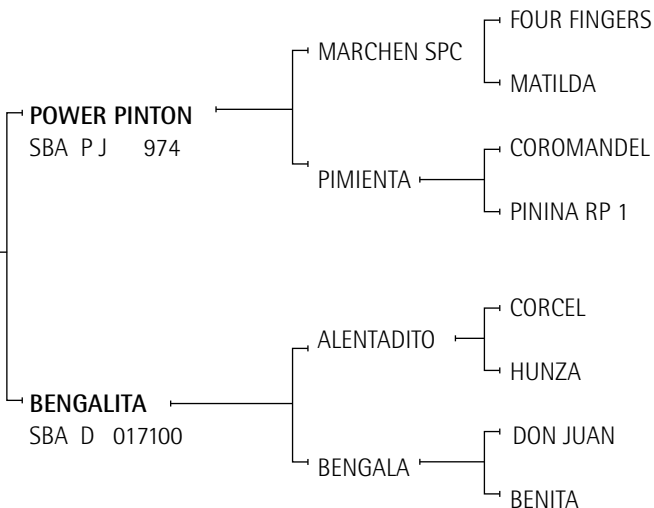 FOUR FINGERS
MARCHEN SPC
MATILDA
POWER PINTON
SBA P J 974
COROMANDEL
PIMIENTA
PININA RP 1
CORCEL
ALENTADITO
HUNZA
BENGALITA
SBA D 017100
DON JUAN
BENGALA
BENITA